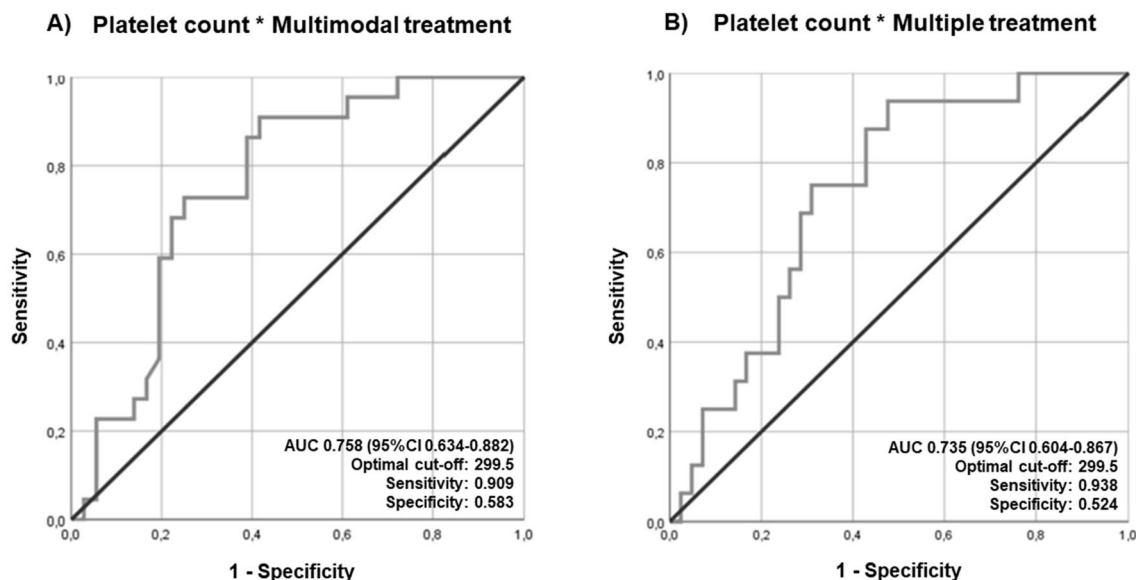 A) Platelet count * Multimodal treatment
1,0
0,8
0,6
0,4
0,2
0,0
Sensitivity
AUC 0.758 (95%CI 0.634-0.882)
Optimal cut-off: 299.5
Sensitivity: 0.909
Specificity: 0.583
0,0 0,2 0,4 0,6 0,8 1,0
1 - Specificity
B) Platelet count * Multiple treatment
1,0
0,8
0,6
0,4
0,2
0,0
Sensitivity
AUC 0.735 (95%CI 0.604-0.867)
Optimal cut-off: 299.5
Sensitivity: 0.938
Specificity: 0.524
0,0 0,2 0,4 0,6 0,8 1,0
1 - Specificity